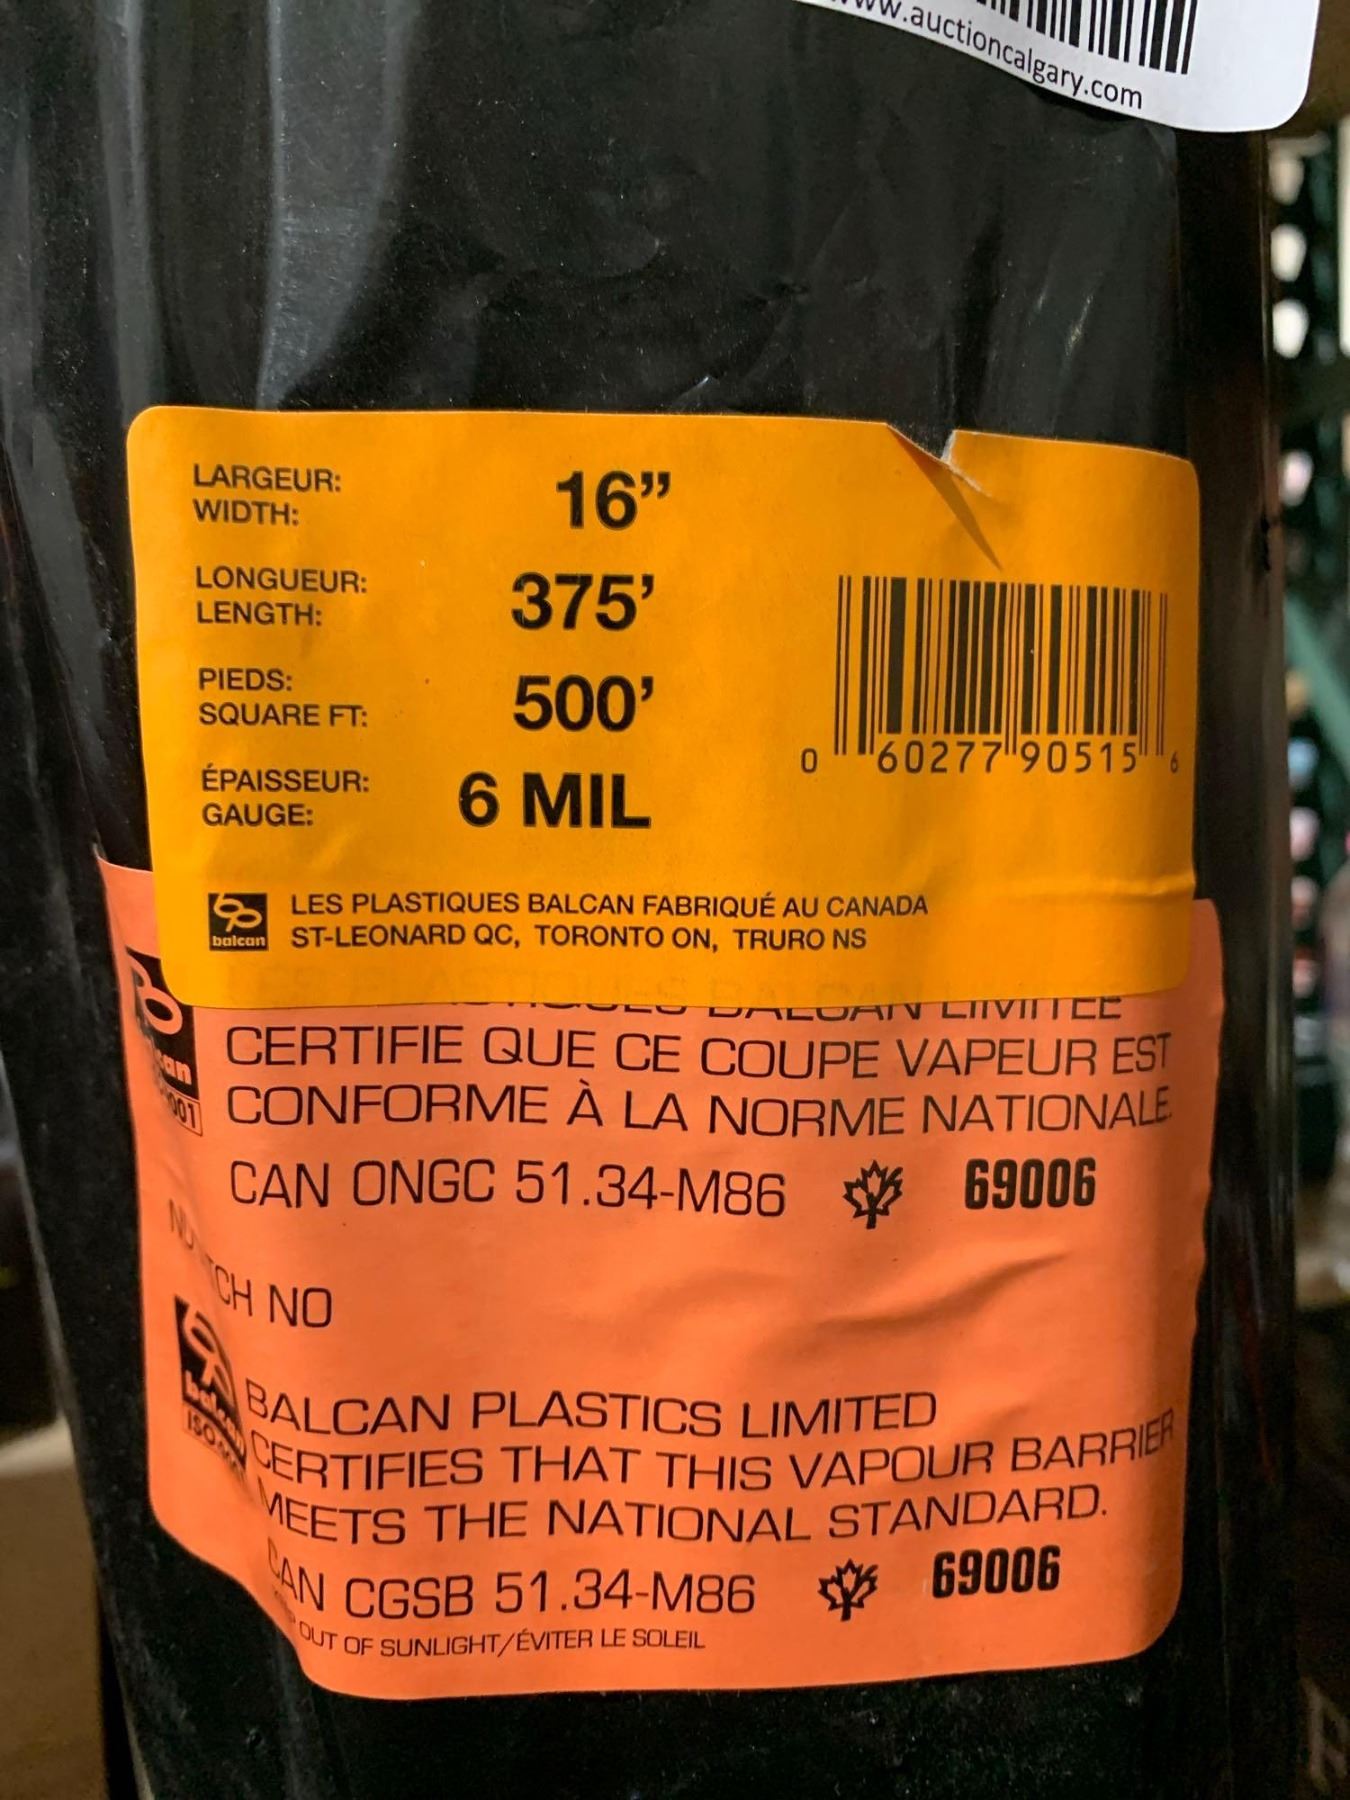 www.auctioncalgary.com
LARGEUR: 16”
WIDTH:
LONGUEUR: 375’
LENGTH:
PIEDS: 500’
SQUARE FT:
ÉPAISSEUR: 6 MIL
GAUGE:
0 60277 90515 6
balcan
LES PLASTIQUES BALCAN FABRIQUÉ AU CANADA
ST-LEONARD QC, TORONTO ON, TRURO NS
BALCAN LIMITEE
CERTIFIE QUE CE COUPE VAPEUR EST
CONFORME À LA NORME NATIONALE
CAN ONGC 51.34-M86 69006
NO
BALCAN PLASTICS LIMITED
CERTIFIES THAT THIS VAPOUR BARRIER
MEETS THE NATIONAL STANDARD.
CAN CGSB 51.34-M86 69006
OUT OF SUNLIGHT/ÉVITER LE SOLEIL